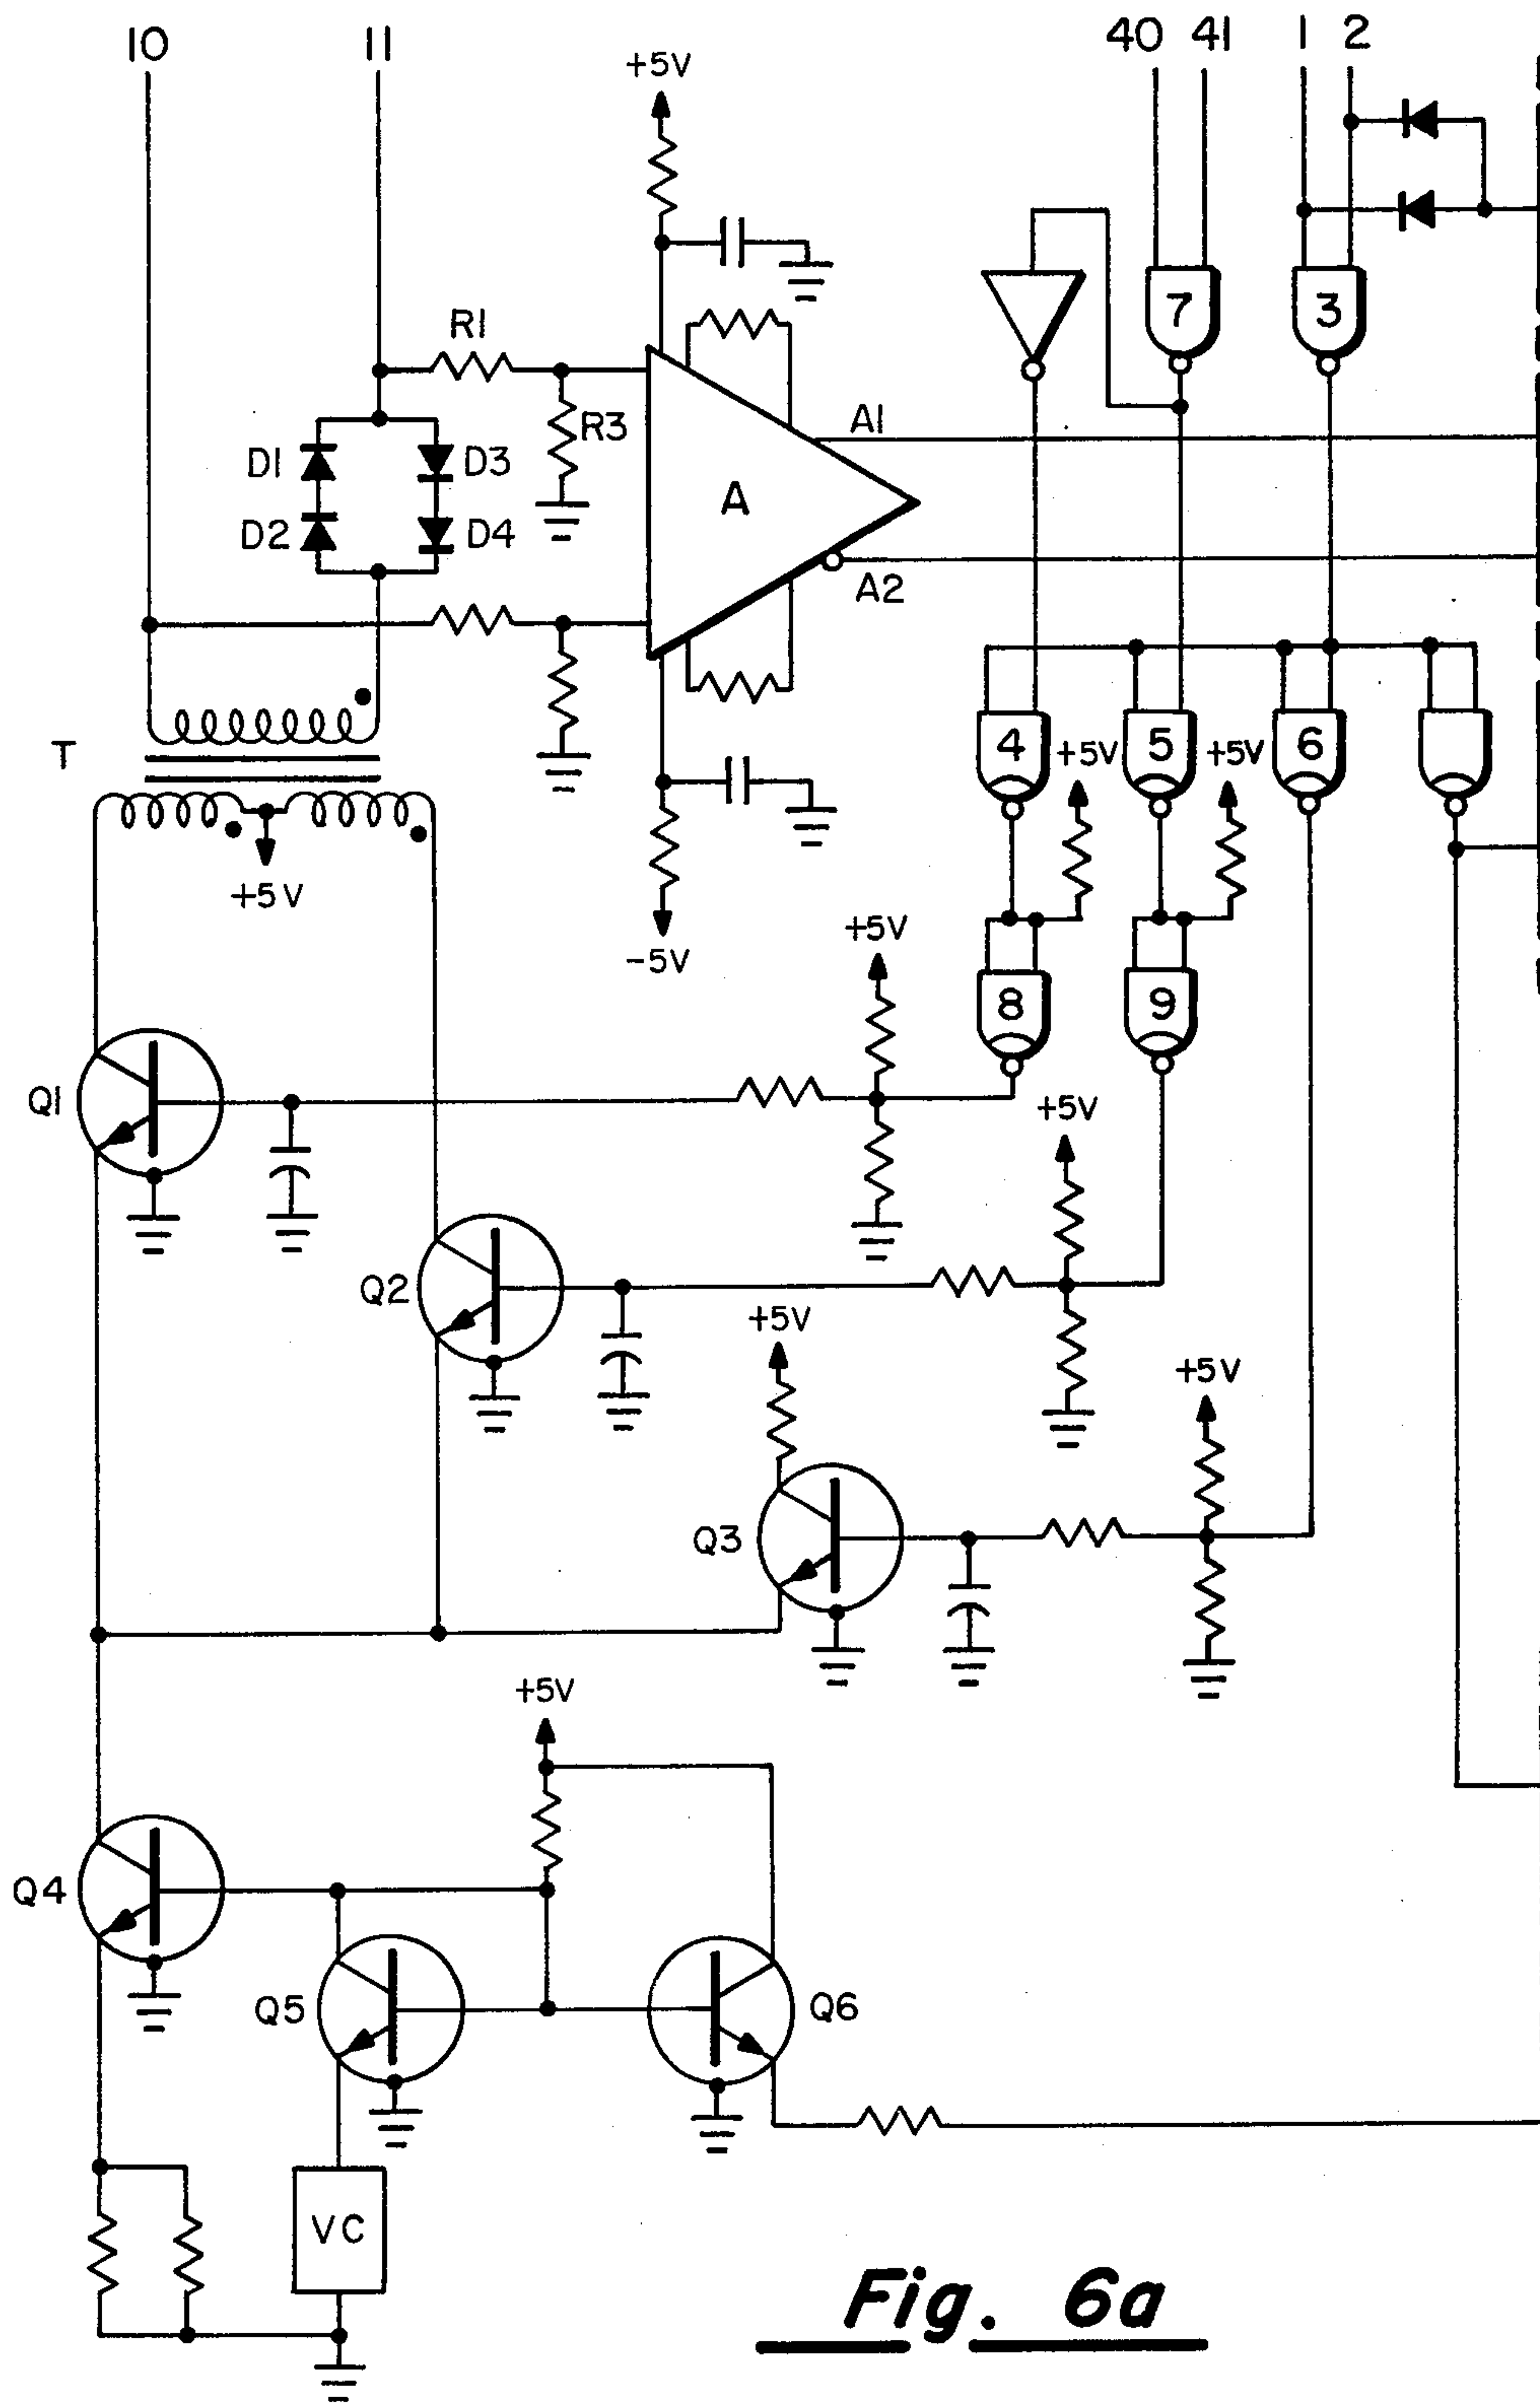 10 11 40 41 1 2
+5V
R1 7 3
R3 A1
D1 D3
A
D2 D4
A2
T 4 +5V 5 +5V 6
+5V
+5V
-5V
8 9
Q1
+5V
Q2
+5V
+5V
Q3
+5V
Q4
Q5 Q6
VC
Fig. 6a